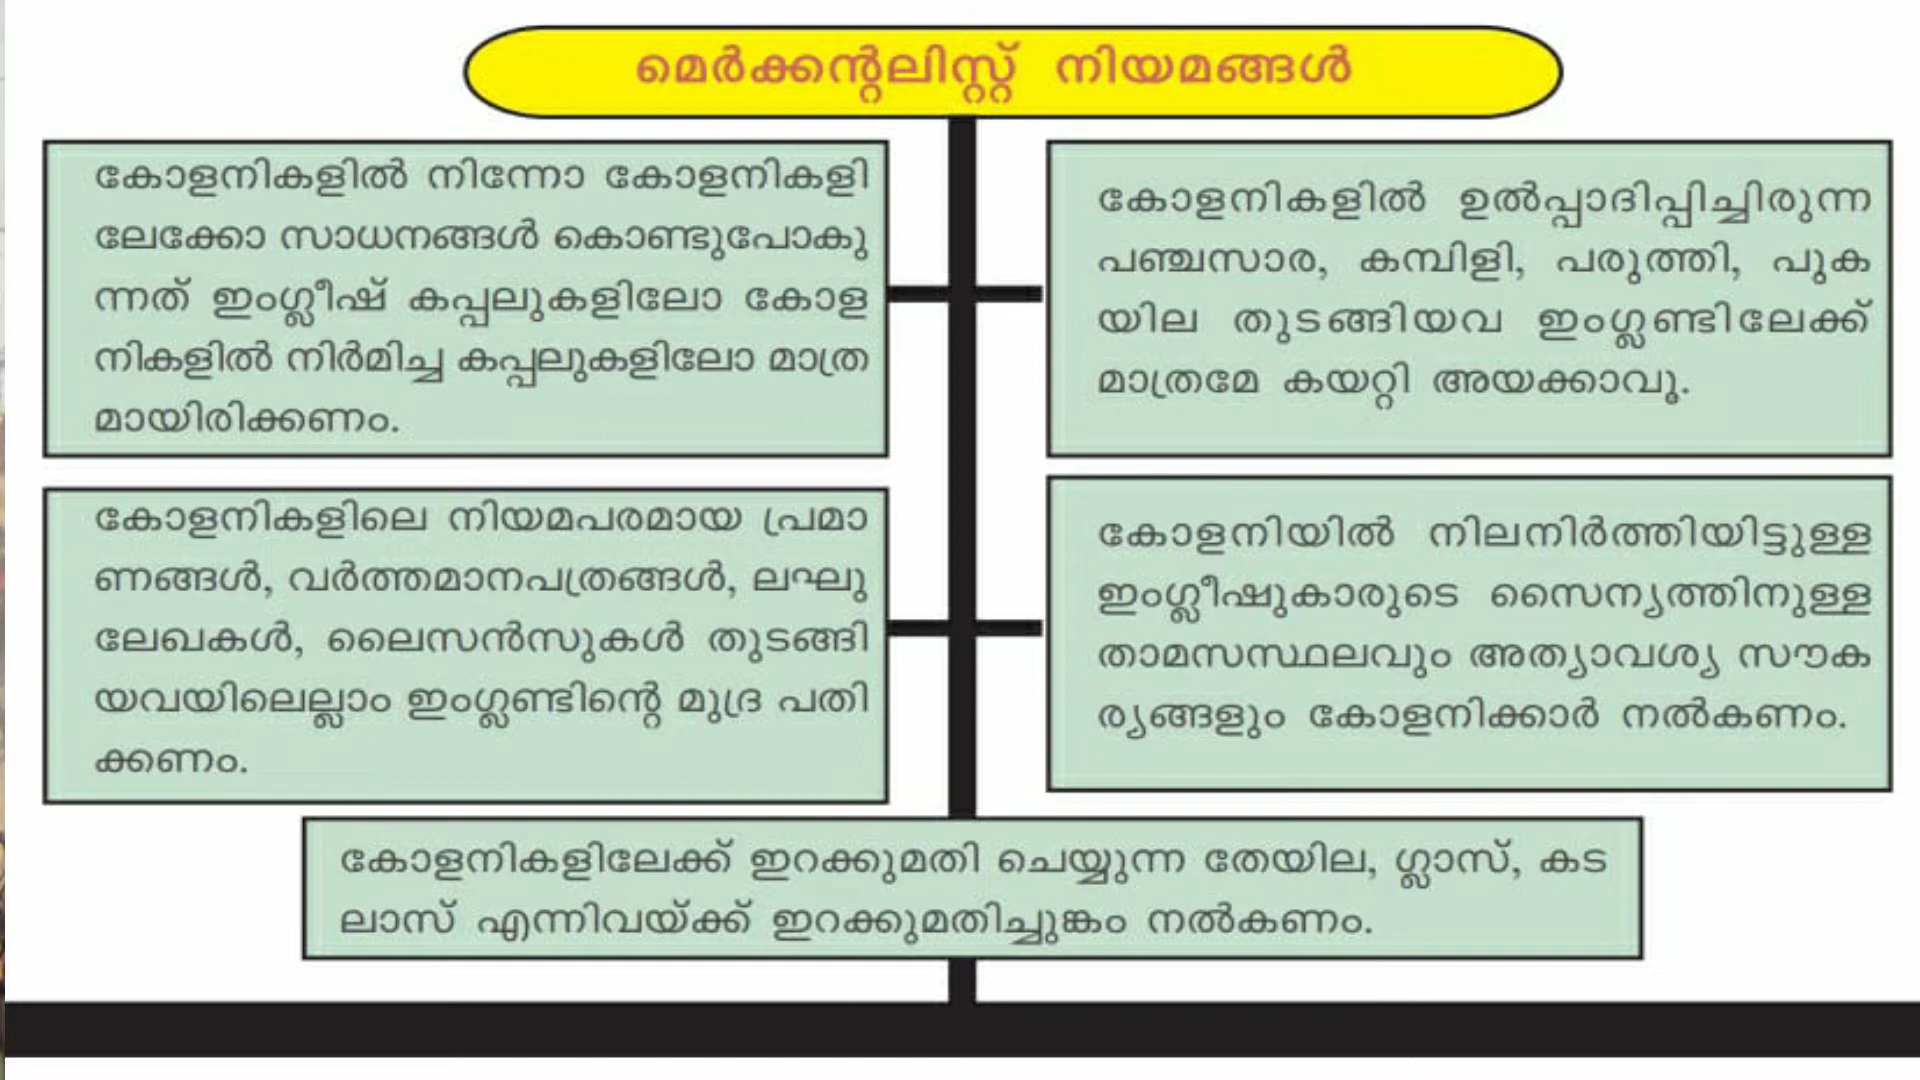 മെർക്കന്റലിസ്റ്റ് നിയമങ്ങൾ
കോളനികളിൽ നിന്നോ കോളനികളി
ലേക്കോ സാധനങ്ങൾ കൊണ്ടുപോകു
ന്നത് ഇംഗ്ലീഷ് കപ്പലുകളിലോ കോള
നികളിൽ നിർമിച്ച കപ്പലുകളിലോ മാത്ര
മായിരിക്കണം.
കോളനികളിൽ ഉൽപ്പാദിപ്പിച്ചിരുന്ന
പഞ്ചസാര, കമ്പിളി, പരുത്തി, പുക
യില തുടങ്ങിയവ ഇംഗ്ലണ്ടിലേക്ക്
മാത്രമേ കയറ്റി അയക്കാവൂ.
കോളനികളിലെ നിയമപരമായ പ്രമാ
ണങ്ങൾ, വർത്തമാനപത്രങ്ങൾ, ലഘു
ലേഖകൾ, ലൈസൻസുകൾ തുടങ്ങി
യവയിലെല്ലാം ഇംഗ്ലണ്ടിന്റെ മുദ്ര പതി
ക്കണം.
കോളനിയിൽ നിലനിർത്തിയിട്ടുള്ള
ഇംഗ്ലീഷുകാരുടെ സൈന്യത്തിനുള്ള
താമസസ്ഥലവും അത്യാവശ്യ സൗക
ര്യങ്ങളും കോളനിക്കാർ നൽകണം.
കോളനികളിലേക്ക് ഇറക്കുമതി ചെയ്യുന്ന തേയില, ഗ്ലാസ്, കട
ലാസ് എന്നിവയ്ക്ക് ഇറക്കുമതിച്ചുങ്കം നൽകണം.